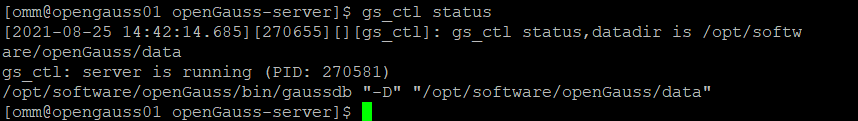 [omm@opengauss01 openGauss-server]$ gs_ctl status
[2021-08-25 14:42:14.685][270655][][gs_ctl]: gs_ctl status,datadir is /opt/softw
are/openGauss/data
gs_ctl: server is running (PID: 270581)
/opt/software/openGauss/bin/gaussdb "-D" "/opt/software/openGauss/data"
[omm@opengauss01 openGauss-server]$